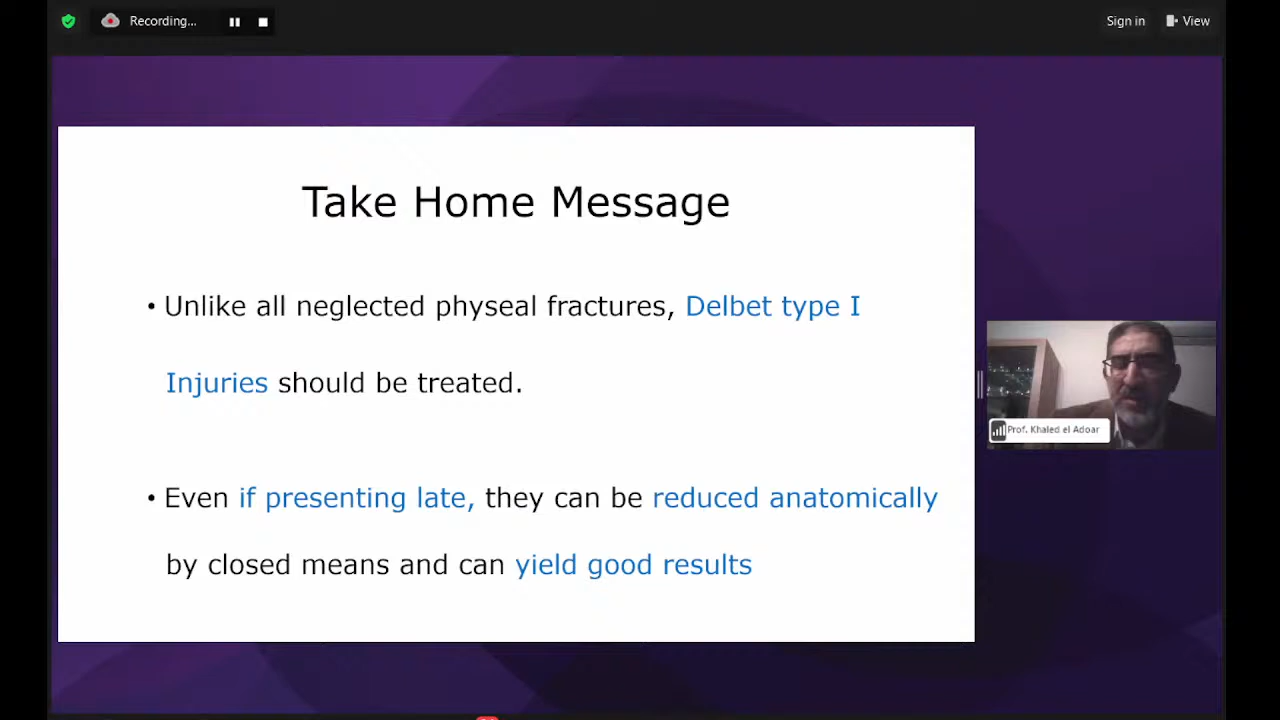 Recording...
Sign in
View
Take Home Message
• Unlike all neglected physeal fractures, Delbet type I
Injuries should be treated.
• Even if presenting late, they can be reduced anatomically
by closed means and can yield good results
Prof. Khaled el Adoar